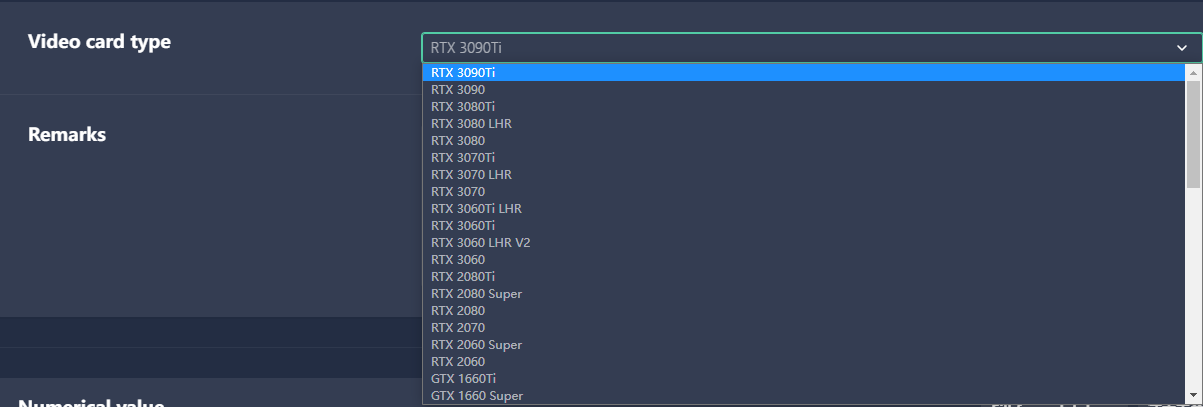 Video card type
RTX 3090Ti
RTX 3090Ti
RTX 3090
RTX 3080Ti
RTX 3080 LHR
RTX 3080
RTX 3070Ti
RTX 3070 LHR
RTX 3070
RTX 3060Ti LHR
RTX 3060Ti
RTX 3060 LHR V2
RTX 3060
RTX 2080Ti
RTX 2080 Super
RTX 2080
RTX 2070
RTX 2060 Super
RTX 2060
GTX 1660Ti
GTX 1660 Super
Remarks
Numerical value